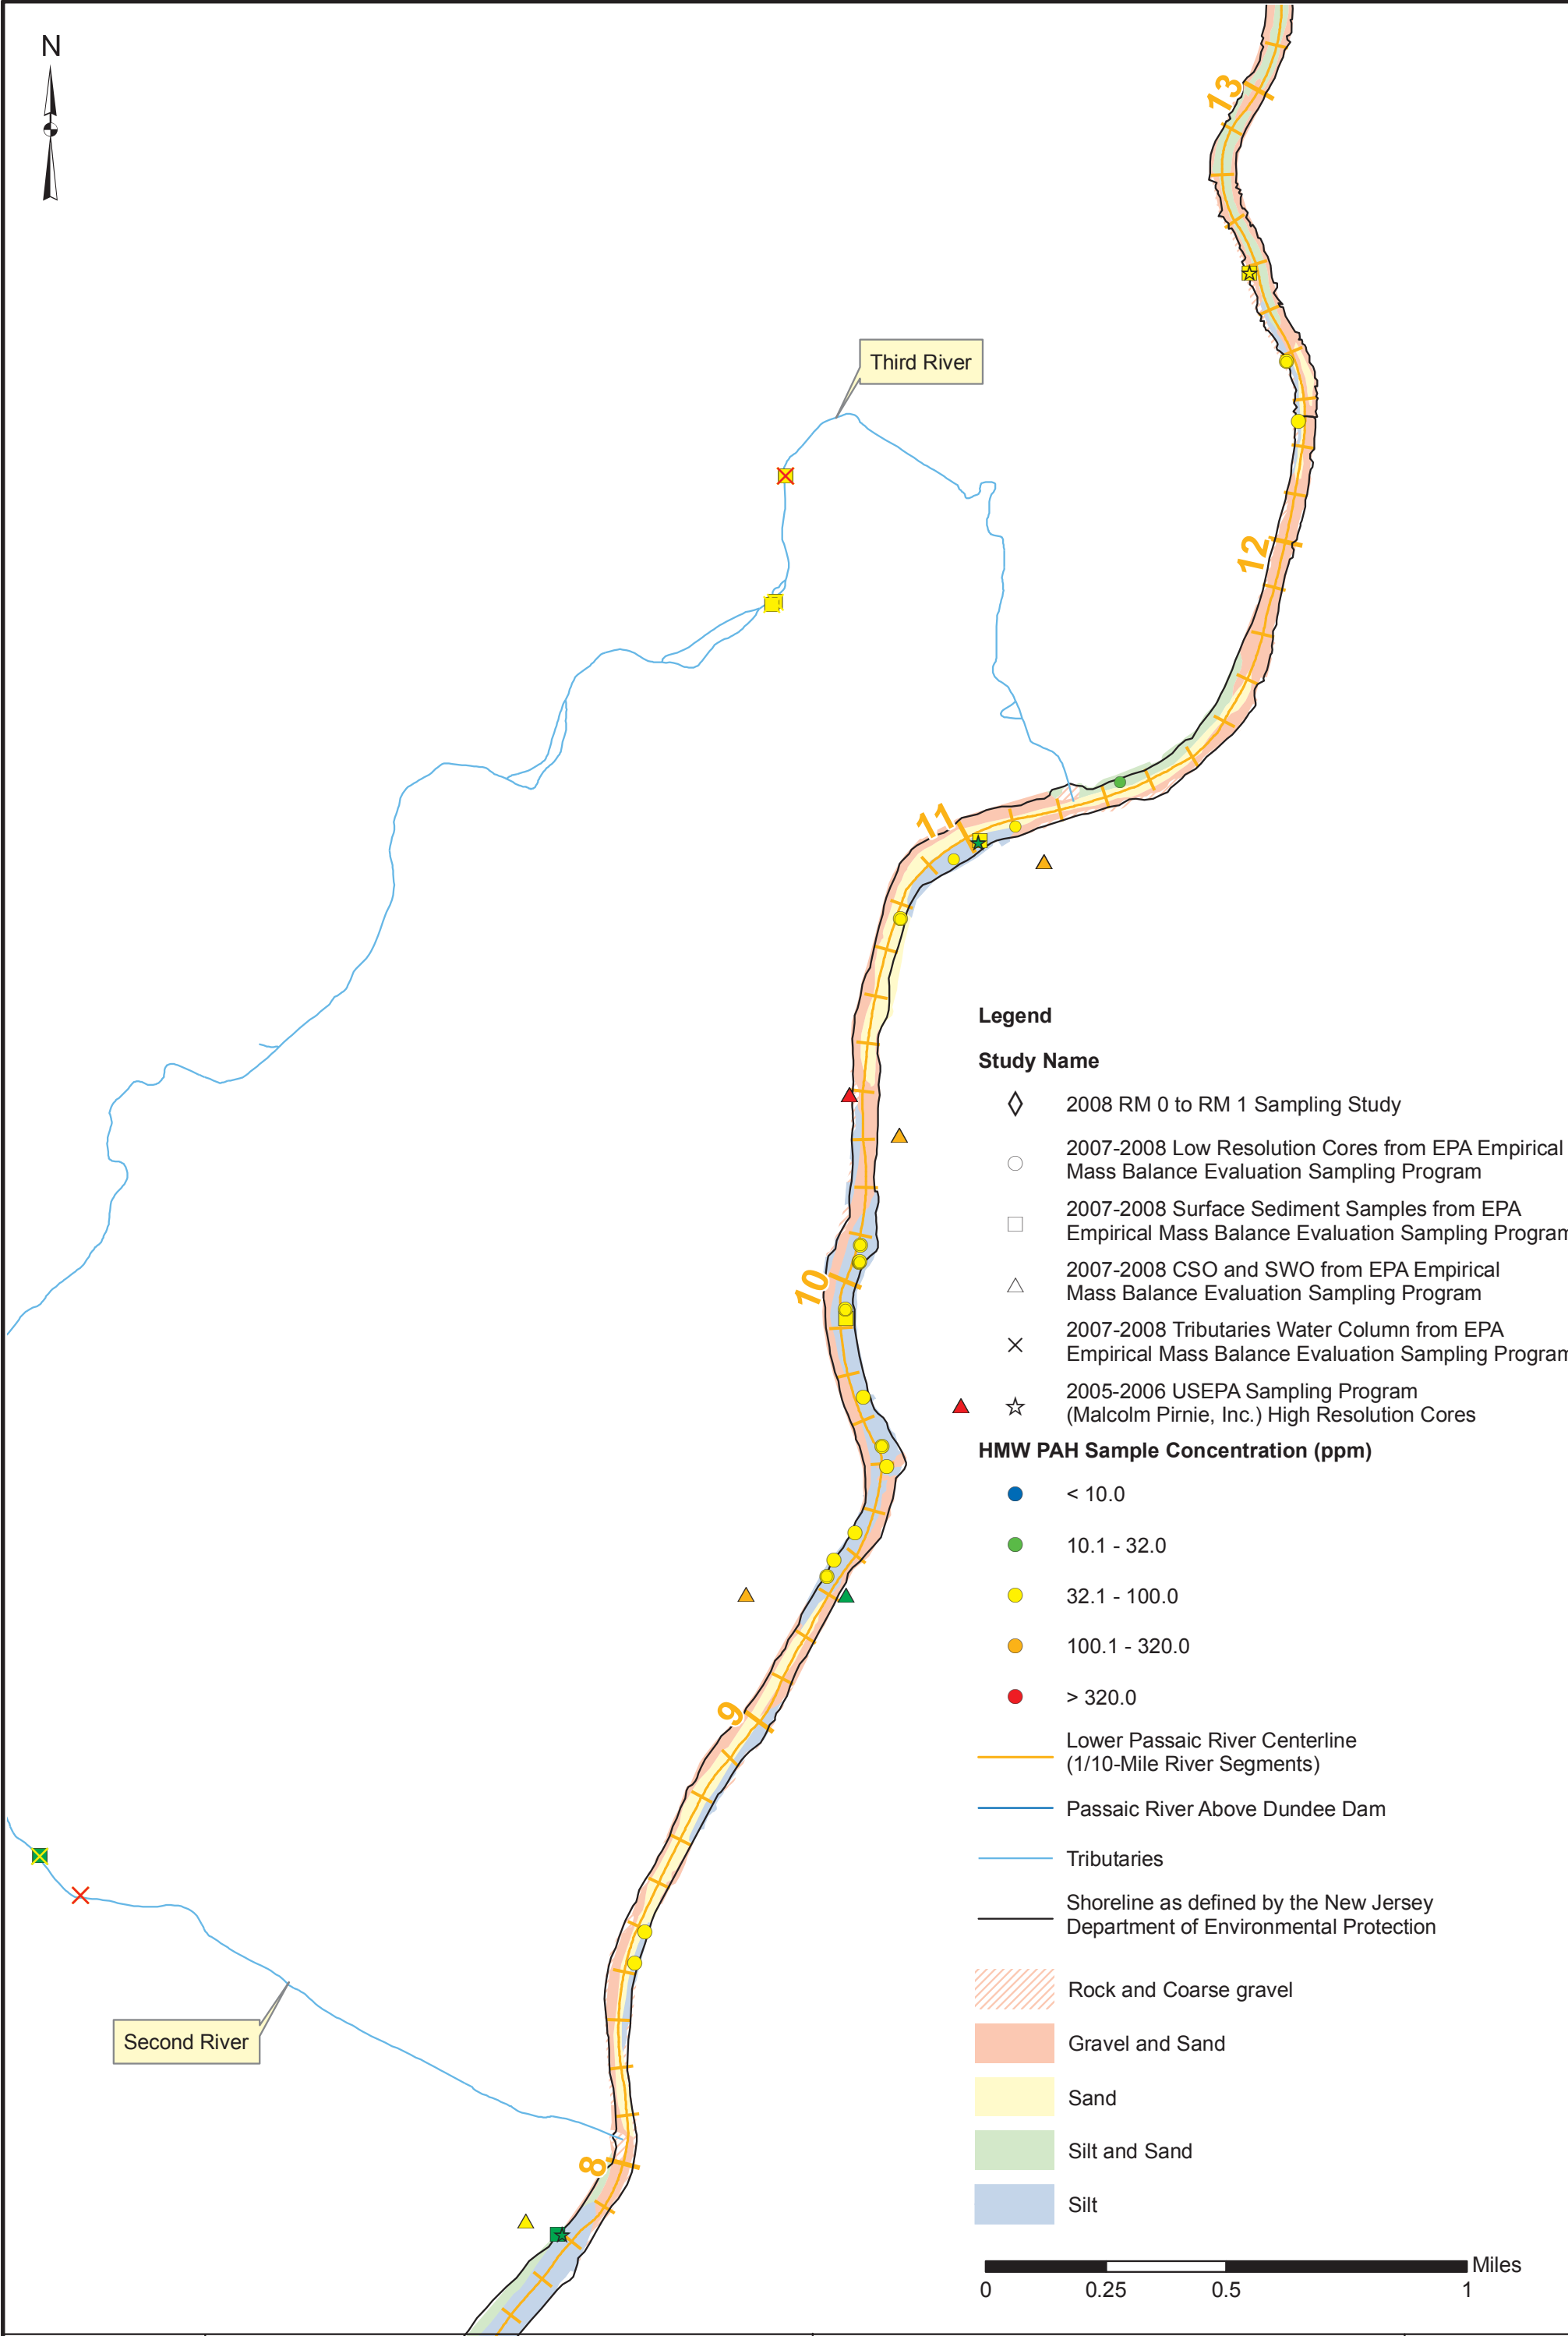 N
13
Third River
12
11
Legend
Study Name
2008 RM 0 to RM 1 Sampling Study
2007-2008 Low Resolution Cores from EPA Empirical
Mass Balance Evaluation Sampling Program
2007-2008 Surface Sediment Samples from EPA
Empirical Mass Balance Evaluation Sampling Program
2007-2008 CSO and SWO from EPA Empirical
Mass Balance Evaluation Sampling Program
10
2007-2008 Tributaries Water Column from EPA
Empirical Mass Balance Evaluation Sampling Program
2005-2006 USEPA Sampling Program
(Malcolm Pirnie, Inc.) High Resolution Cores
HMW PAH Sample Concentration (ppm)
< 10.0
10.1 - 32.0
32.1 - 100.0
100.1 - 320.0
> 320.0
9
Lower Passaic River Centerline
(1/10-Mile River Segments)
Passaic River Above Dundee Dam
Tributaries
Shoreline as defined by the New Jersey
Department of Environmental Protection
Rock and Coarse gravel
Second River
Gravel and Sand
Sand
Silt and Sand
8
Silt
Miles
0 0.25 0.5 1